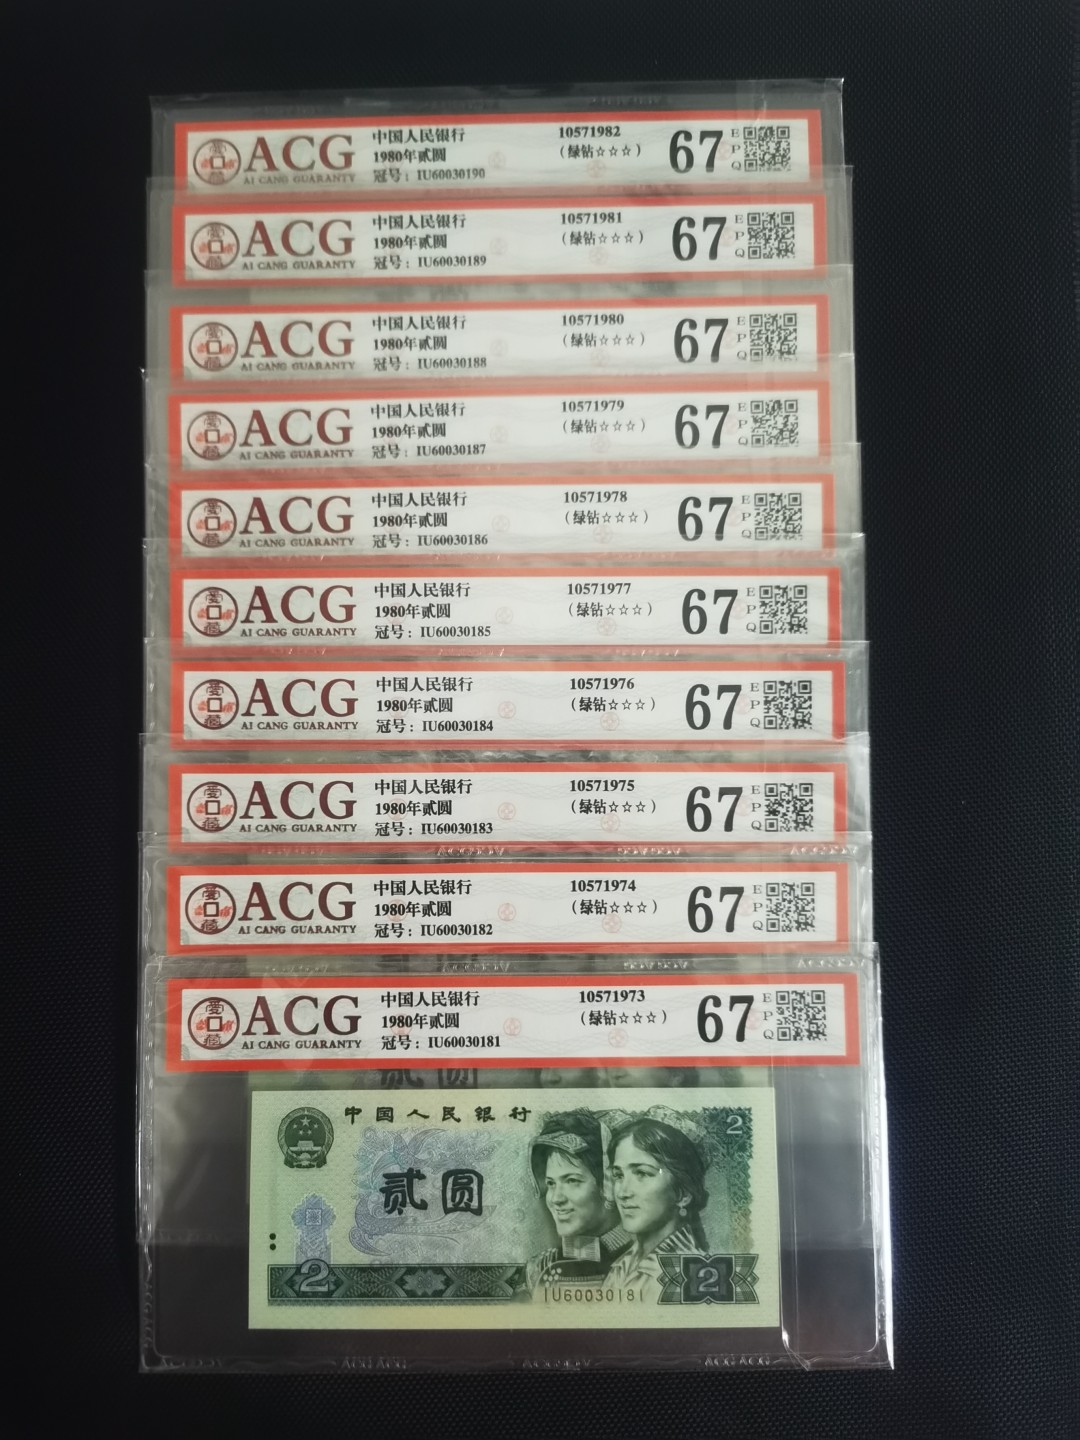 ACG
AI CANG GUARANTY
中国人民银行
1980年贰圆
冠号：IU60030190
10571982
（绿钻☆☆☆）
67
E
P
Q
ACG
AI CANG GUARANTY
中国人民银行
1980年贰圆
冠号：IU60030189
10571981
（绿钻☆☆☆）
67
E
P
Q
ACG
AI CANG GUARANTY
中国人民银行
1980年贰圆
冠号：IU60030188
10571980
（绿钻☆☆☆）
67
E
P
Q
ACG
AI CANG GUARANTY
中国人民银行
1980年贰圆
冠号：IU60030187
10571979
（绿钻☆☆☆）
67
E
P
Q
ACG
AI CANG GUARANTY
中国人民银行
1980年贰圆
冠号：IU60030186
10571978
（绿钻☆☆☆）
67
E
P
Q
ACG
AI CANG GUARANTY
中国人民银行
1980年贰圆
冠号：IU60030185
10571977
（绿钻☆☆☆）
67
E
P
Q
ACG
AI CANG GUARANTY
中国人民银行
1980年贰圆
冠号：IU60030184
10571976
（绿钻☆☆☆）
67
E
P
Q
ACG
AI CANG GUARANTY
中国人民银行
1980年贰圆
冠号：IU60030183
10571975
（绿钻☆☆☆）
67
E
P
Q
ACG
AI CANG GUARANTY
中国人民银行
1980年贰圆
冠号：IU60030182
10571974
（绿钻☆☆☆）
67
E
P
Q
ACG
AI CANG GUARANTY
中国人民银行
1980年贰圆
冠号：IU60030181
10571973
（绿钻☆☆☆）
67
E
P
Q
贰圆
中国人民银行
2
贰圆
2
IU60030181
2